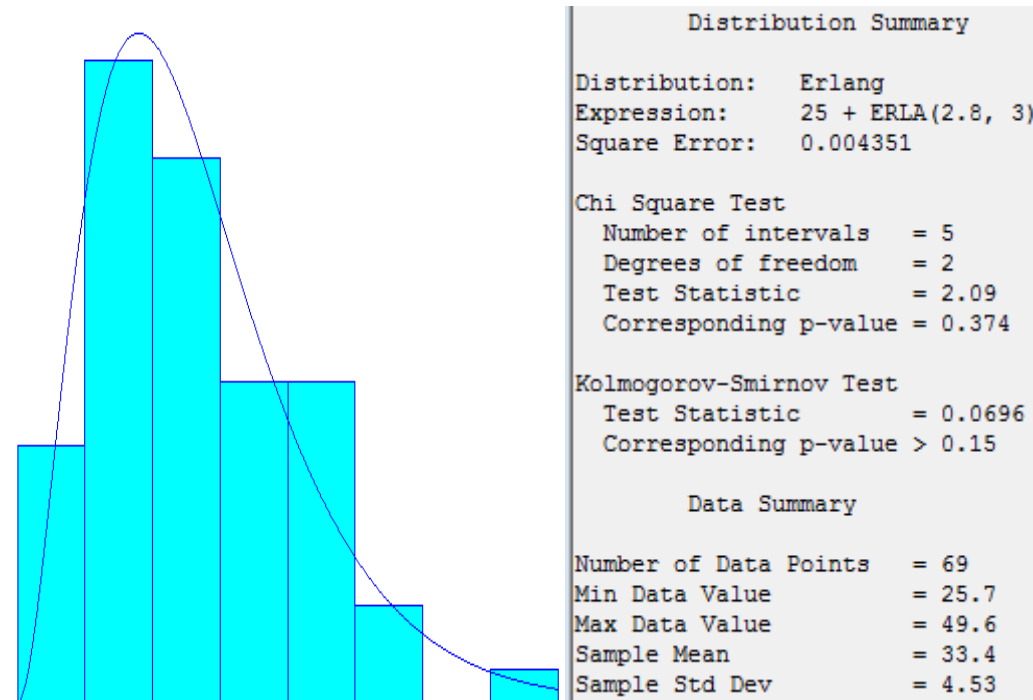 Distribution Summary
Distribution: Erlang
Expression: 25 + ERLA(2.8, 3)
Square Error: 0.004351
Chi Square Test
Number of intervals = 5
Degrees of freedom = 2
Test Statistic = 2.09
Corresponding p-value = 0.374
Kolmogorov-Smirnov Test
Test Statistic = 0.0696
Corresponding p-value > 0.15
Data Summary
Number of Data Points = 69
Min Data Value = 25.7
Max Data Value = 49.6
Sample Mean = 33.4
Sample Std Dev = 4.53